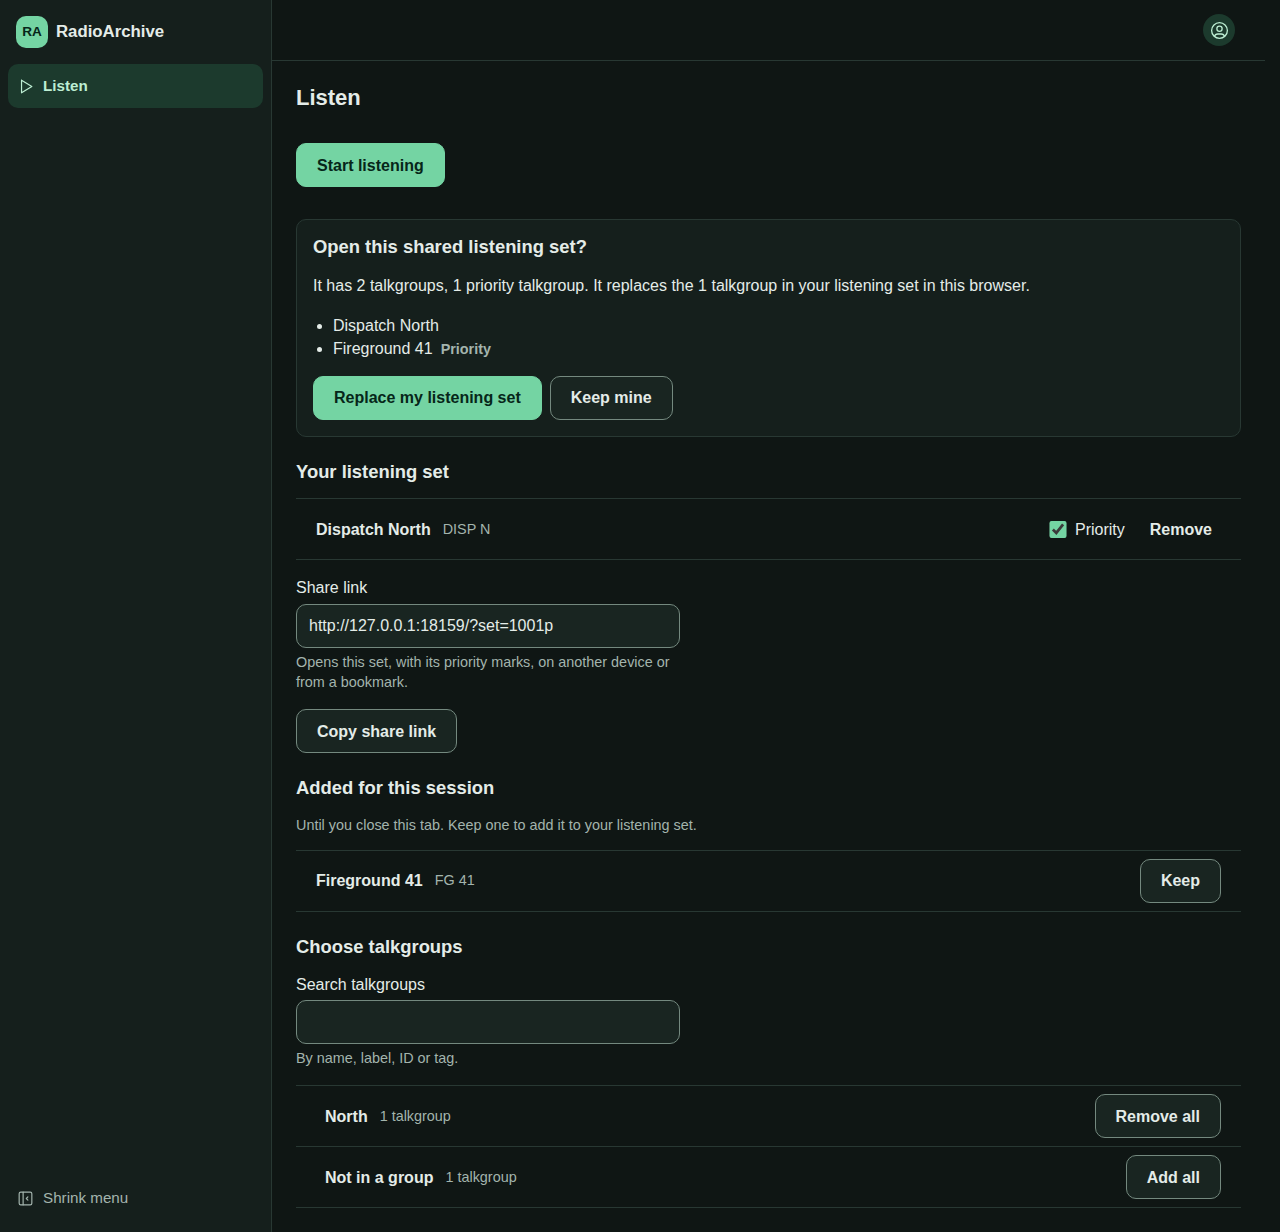 RA RadioArchive
Listen
Listen
Start listening
Open this shared listening set?
It has 2 talkgroups, 1 priority talkgroup. It replaces the 1 talkgroup in your listening set in this browser.
Dispatch North
Fireground 41 Priority
Replace my listening set Keep mine
Your listening set
Dispatch North DISP N Priority Remove
Share link
http://127.0.0.1:18159/?set=1001p
Opens this set, with its priority marks, on another device or
from a bookmark.
Copy share link
Added for this session
Until you close this tab. Keep one to add it to your listening set.
Fireground 41 FG 41 Keep
Choose talkgroups
Search talkgroups
By name, label, ID or tag.
North 1 talkgroup Remove all
Not in a group 1 talkgroup Add all
Shrink menu